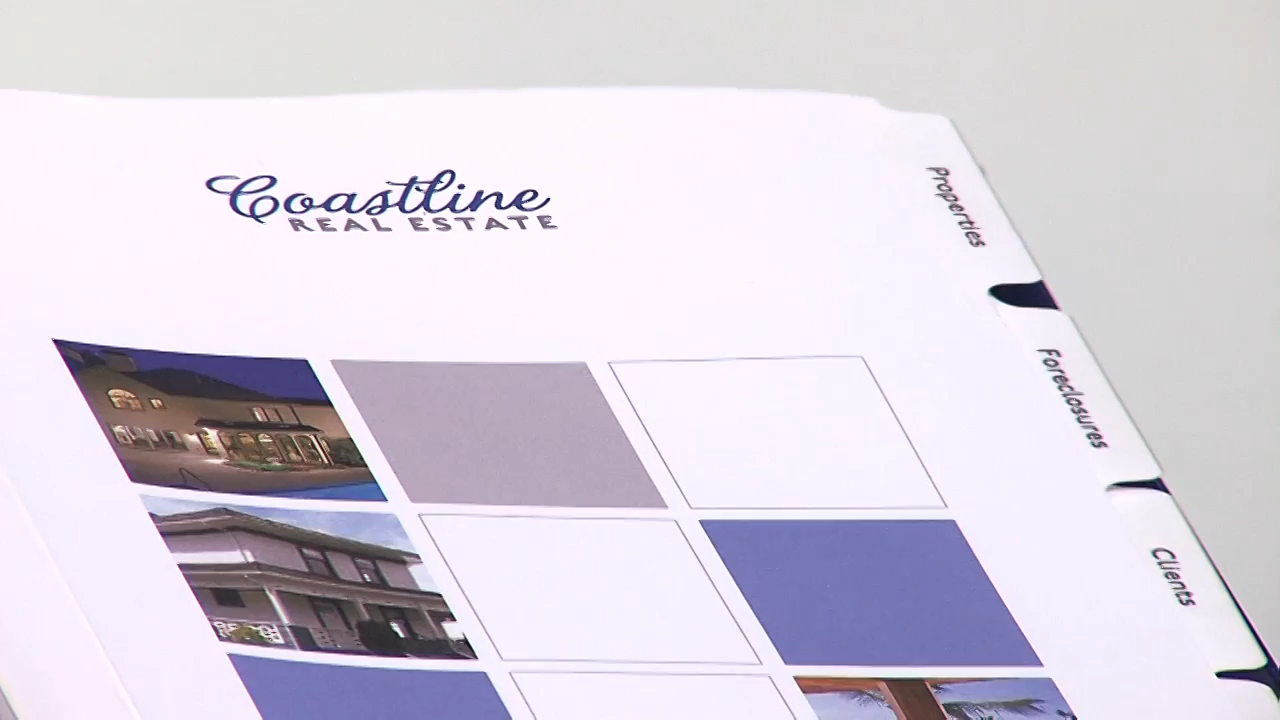 Coastline
REAL ESTATE
Properties
Foreclosures
Clients